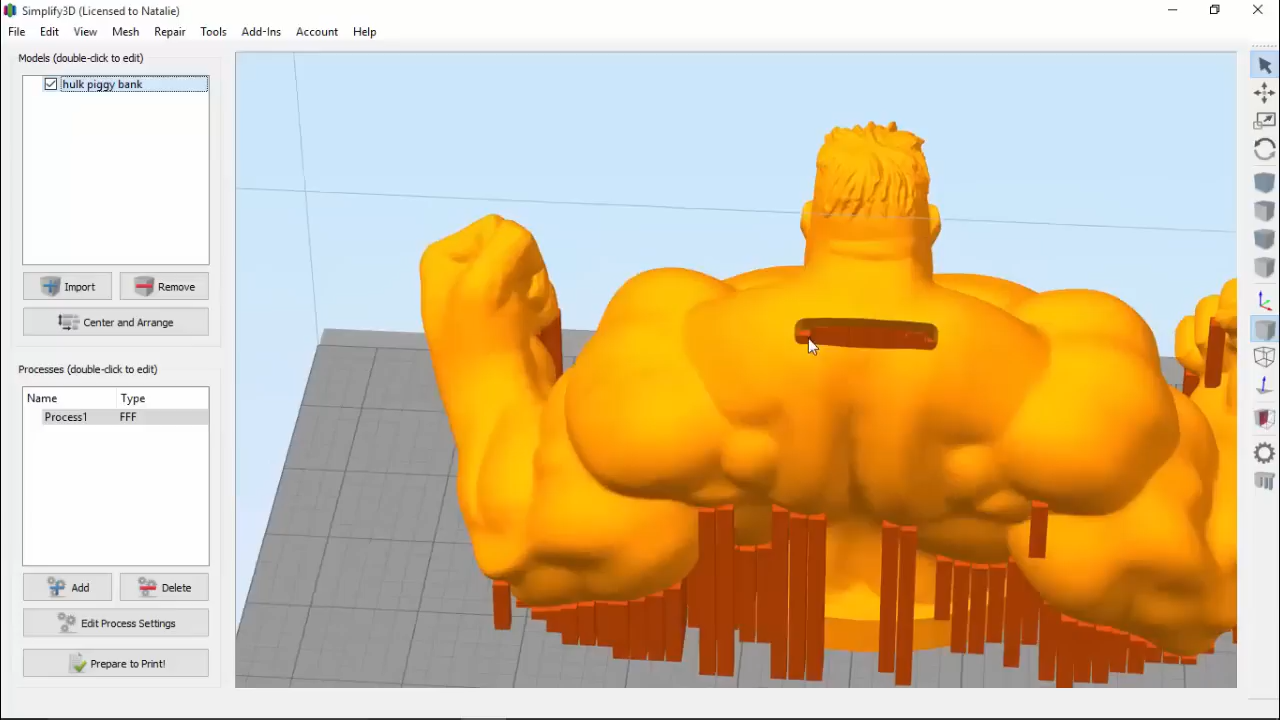 Simplify3D (Licensed to Natalie)
File Edit View Mesh Repair Tools Add-Ins Account Help
Models (double-click to edit)
hulk piggy bank
Import Remove
Center and Arrange
Processes (double-click to edit)
Name Type
Process1 FFF
Add Delete
Edit Process Settings
Prepare to Print!